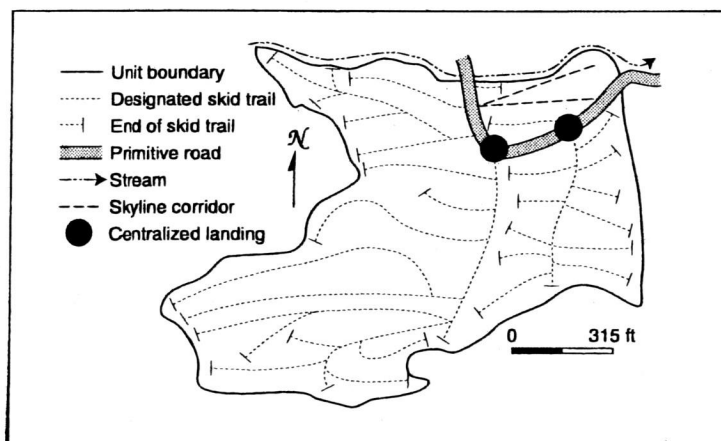 Unit boundary
Designated skid trail
End of skid trail
Primitive road
Stream
Skyline corridor
Centralized landing
N
0 315 ft